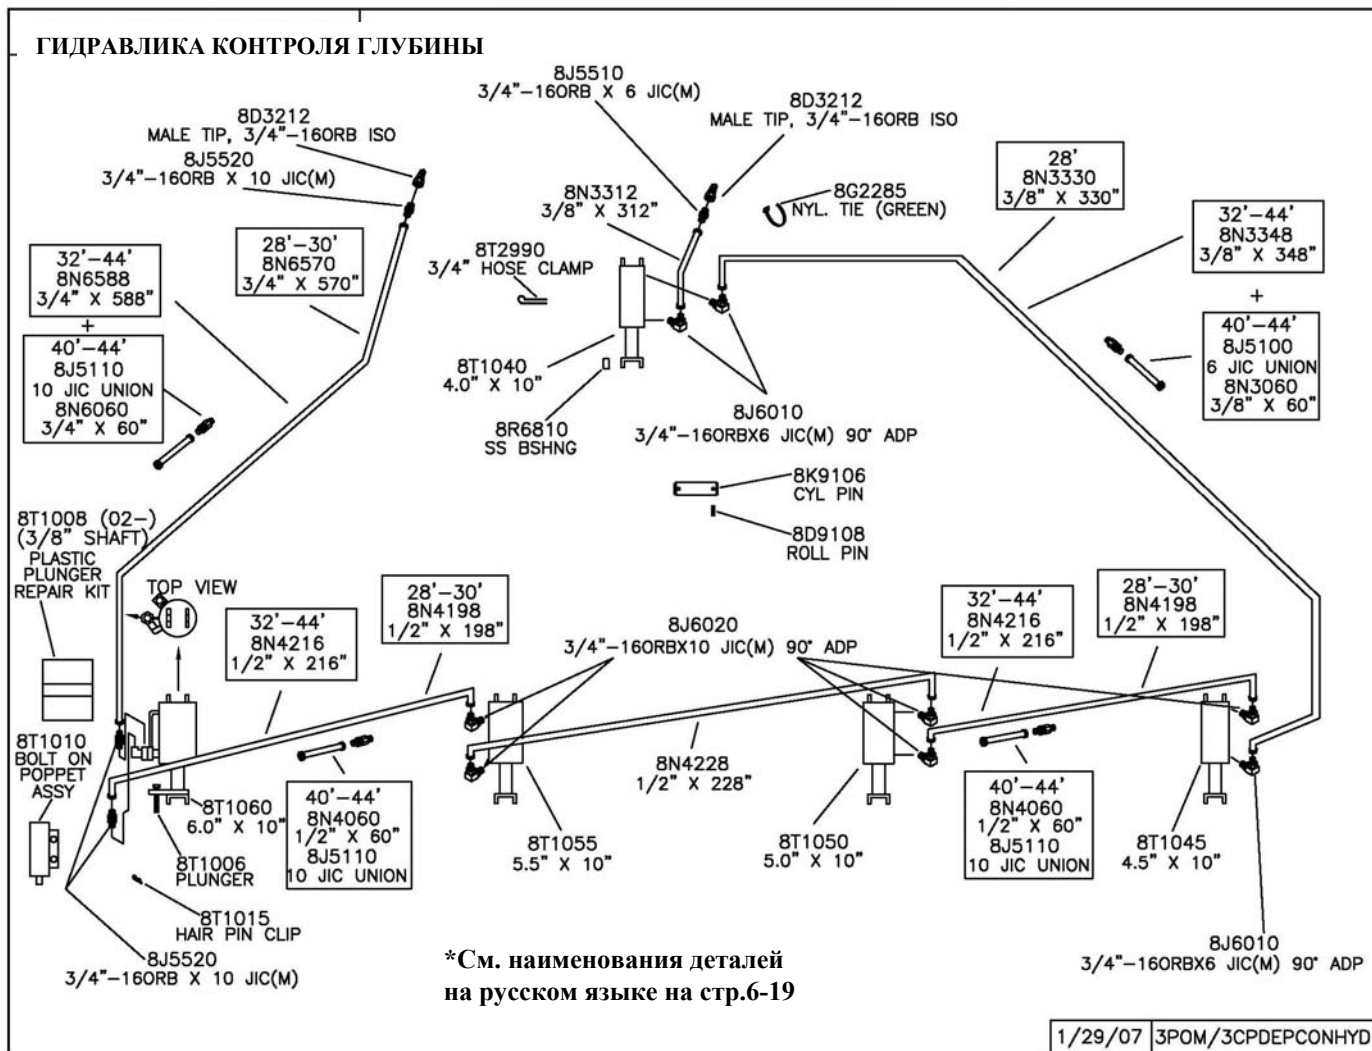 ГИДРАВЛИКА КОНТРОЛЯ ГЛУБИНЫ
8D3212
MALE TIP, 3/4"-16ORB ISO
8J5520
3/4"-16ORB X 10 JIC(M)
8J5510
3/4"-16ORB X 6 JIC(M)
8D3212
MALE TIP, 3/4"-16ORB ISO
8N3312
3/8" X 312"
8G2285
NYL. TIE (GREEN)
28'
8N3330
3/8" X 330"
32'-44'
8N3348
3/8" X 348"
+
40'-44'
8J5100
6 JIC UNION
8N3060
3/8" X 60"
32'-44'
8N6588
3/4" X 588"
+
40'-44'
8J5110
10 JIC UNION
8N6060
3/4" X 60"
28'-30'
8N6570
3/4" X 570"
8T2990
3/4" HOSE CLAMP
8T1040
4.0" X 10"
8R6810
SS BSHNG
8J6010
3/4"-16ORBX6 JIC(M) 90° ADP
8K9106
CYL PIN
8D9108
ROLL PIN
8T1008 (02-)
(3/8" SHAFT)
PLASTIC
PLUNGER
REPAIR KIT
TOP VIEW
32'-44'
8N4216
1/2" X 216"
28'-30'
8N4198
1/2" X 198"
8J6020
3/4"-16ORBX10 JIC(M) 90° ADP
32'-44'
8N4216
1/2" X 216"
28'-30'
8N4198
1/2" X 198"
8T1010
BOLT ON
POPPET
ASSY
8T1060
6.0" X 10"
8T1006
PLUNGER
8T1015
HAIR PIN CLIP
8J5520
3/4"-16ORB X 10 JIC(M)
40'-44'
8N4060
1/2" X 60"
8J5110
10 JIC UNION
8T1055
5.5" X 10"
8N4228
1/2" X 228"
8T1050
5.0" X 10"
40'-44'
8N4060
1/2" X 60"
8J5110
10 JIC UNION
8T1045
4.5" X 10"
8J6010
3/4"-16ORBX6 JIC(M) 90° ADP
*См. наименования деталей
на русском языке на стр.6-19
1/29/07 3POM/3CPDEPCONHYD